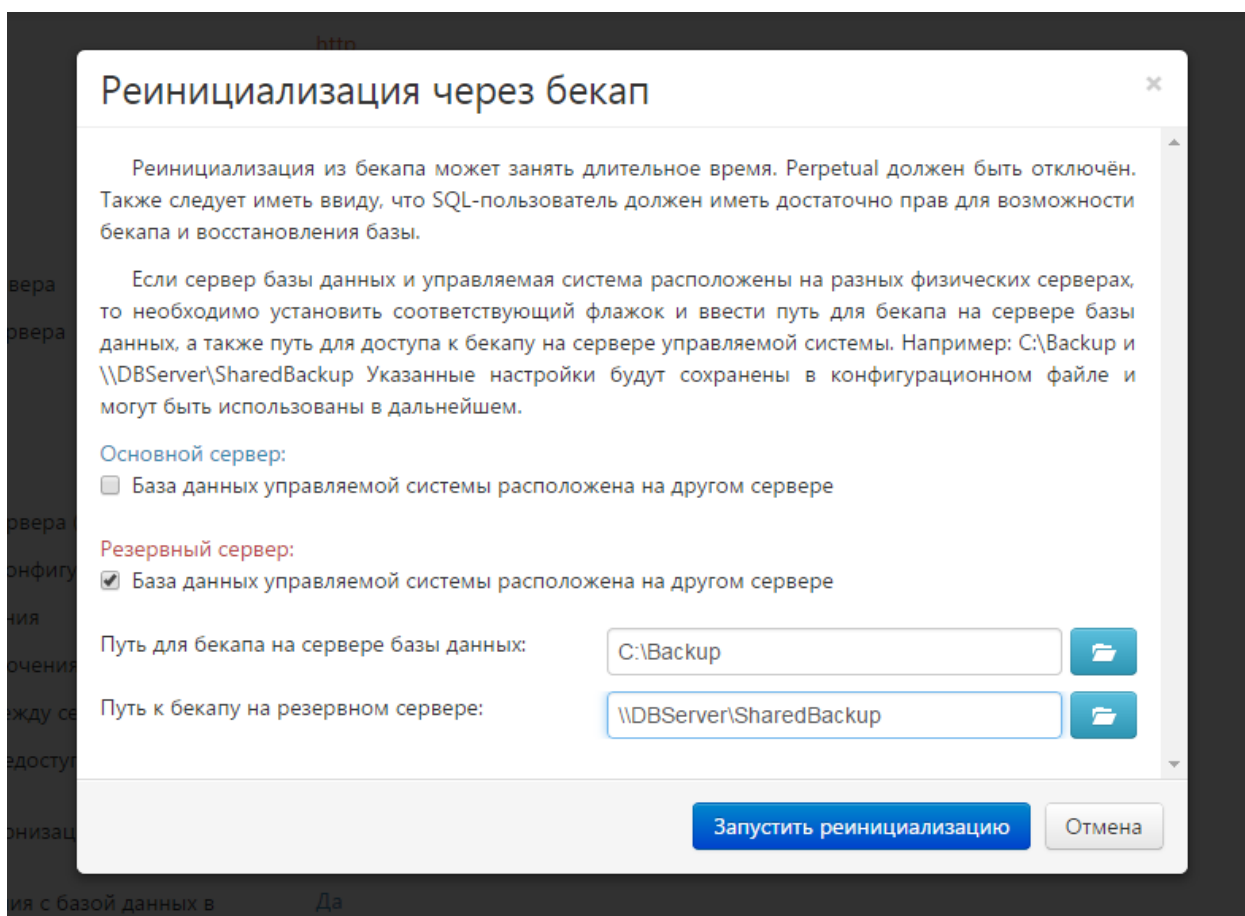 http
Реинициализация через бекап
×
Реинициализация из бекапа может занять длительное время. Perpetual должен быть отключён.
Также следует иметь ввиду, что SQL-пользователь должен иметь достаточно прав для возможности
бекапа и восстановления базы.
Если сервер базы данных и управляемая система расположены на разных физических серверах,
то необходимо установить соответствующий флажок и ввести путь для бекапа на сервере базы
данных, а также путь для доступа к бекапу на сервере управляемой системы. Например: C:\Backup и
\\DBServer\SharedBackup Указанные настройки будут сохранены в конфигурационном файле и
могут быть использованы в дальнейшем.
Основной сервер:
База данных управляемой системы расположена на другом сервере
Резервный сервер:
База данных управляемой системы расположена на другом сервере
Путь для бекапа на сервере базы данных:
C:\Backup
Путь к бекапу на резервном сервере:
\\DBServer\SharedBackup
Запустить реинициализацию
Отмена
ия с базой данных в
Да